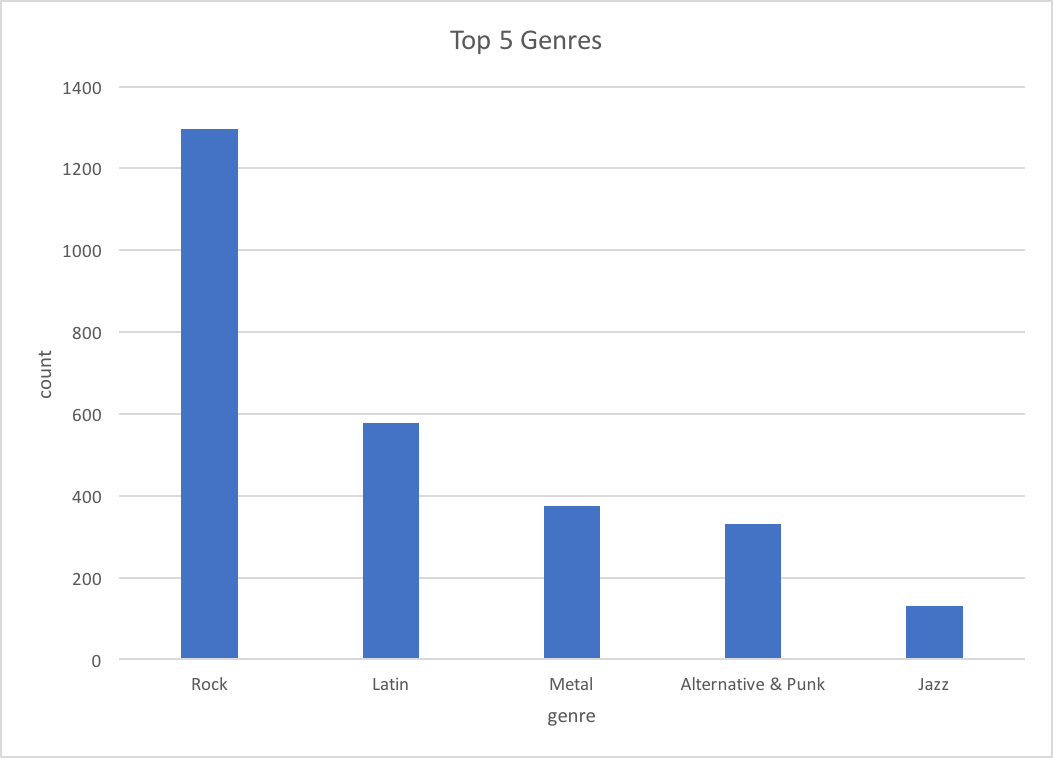 Top 5 Genres
1400
1200
1000
800
600
400
200
0
count
Rock
Latin
Metal
Alternative & Punk
Jazz
genre